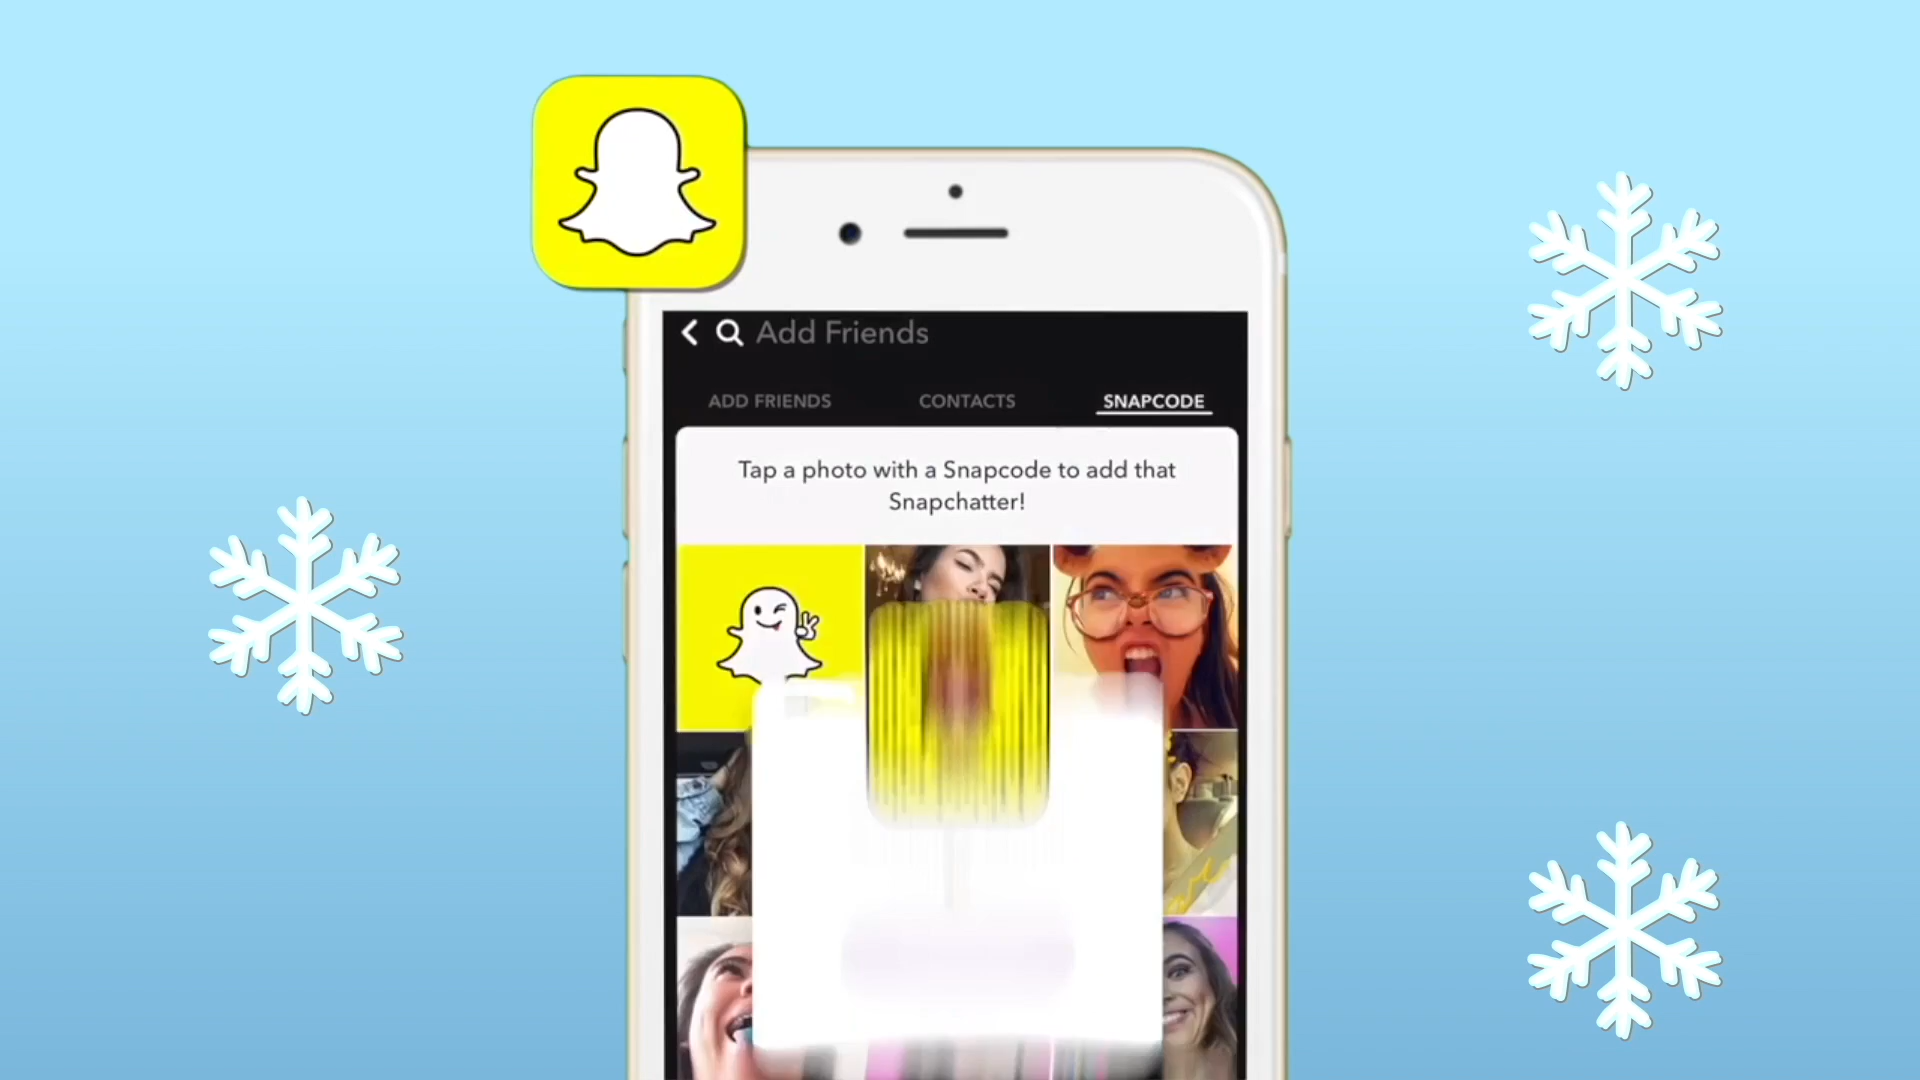 Add Friends
ADD FRIENDS CONTACTS SNAPCODE
Tap a photo with a Snapcode to add that
Snapchatter!